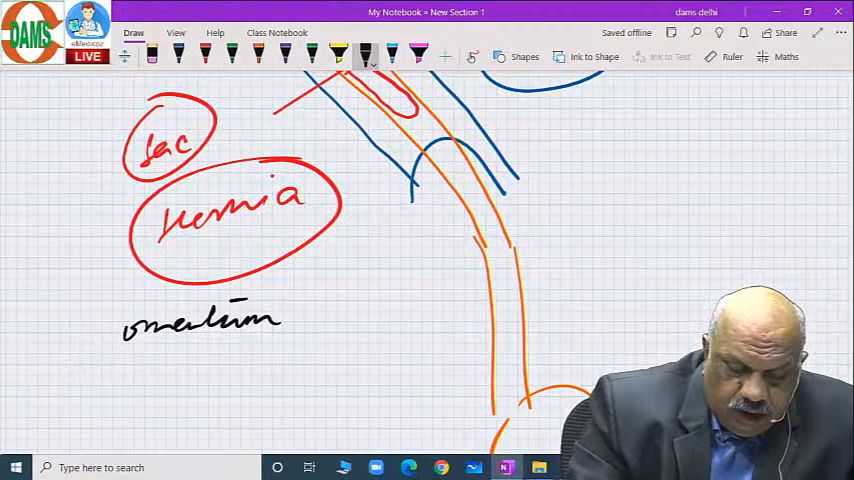 My Notebook = New Section 1
dams delhi
DAMS
eMedicoz
LIVE
Draw
View
Help
Class Notebook
Saved offline
Share
Shapes
Ink to Shape
Ink to Text
Ruler
Maths
Sac
Hernia
omentum
Type here to search